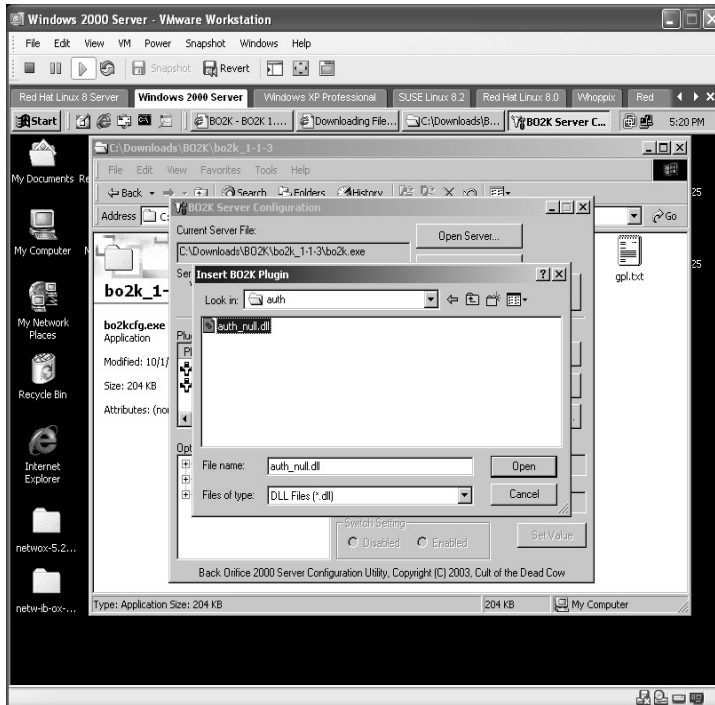 Windows 2000 Server - VMware Workstation
File Edit View VM Power Snapshot Windows Help
Snapshot Revert
Red Hat Linux 8 Server Windows 2000 Server Windows XP Professional SUSE Linux 8.2 Red Hat Linux 8.0 Whoppix Red
Start BO2K - BO2K 1.... Downloading File... C:\Downloads\B... BO2K Server C... 5:20 PM
C:\Downloads\BO2K\bo2k_1-1-3
File Edit View Favorites Tools Help
Back Search Folders History
Address C: Go
My Documents
My Computer
My Network
Places
Recycle Bin
Internet
Explorer
netwox-5.2...
netw-ib-ox-...
bo2k_1-
bo2kcfg.exe
Application
Modified: 10/1/
Size: 204 KB
Attributes: (nor
gpl.txt
25
25
BO2K Server Configuration
Current Server File:
Open Server...
C:\Downloads\BO2K\bo2k_1-1-3\bo2k.exe
Ser
Insert BO2K Plugin
Look in: auth
auth_null.dll
File name: auth_null.dll Open
Files of type: DLL Files (*.dll) Cancel
Plu
Pl
Opt
Switch Setting
Disabled Enabled
Set Value
Back Orifice 2000 Server Configuration Utility, Copyright (C) 2003, Cult of the Dead Cow
Type: Application Size: 204 KB 204 KB My Computer